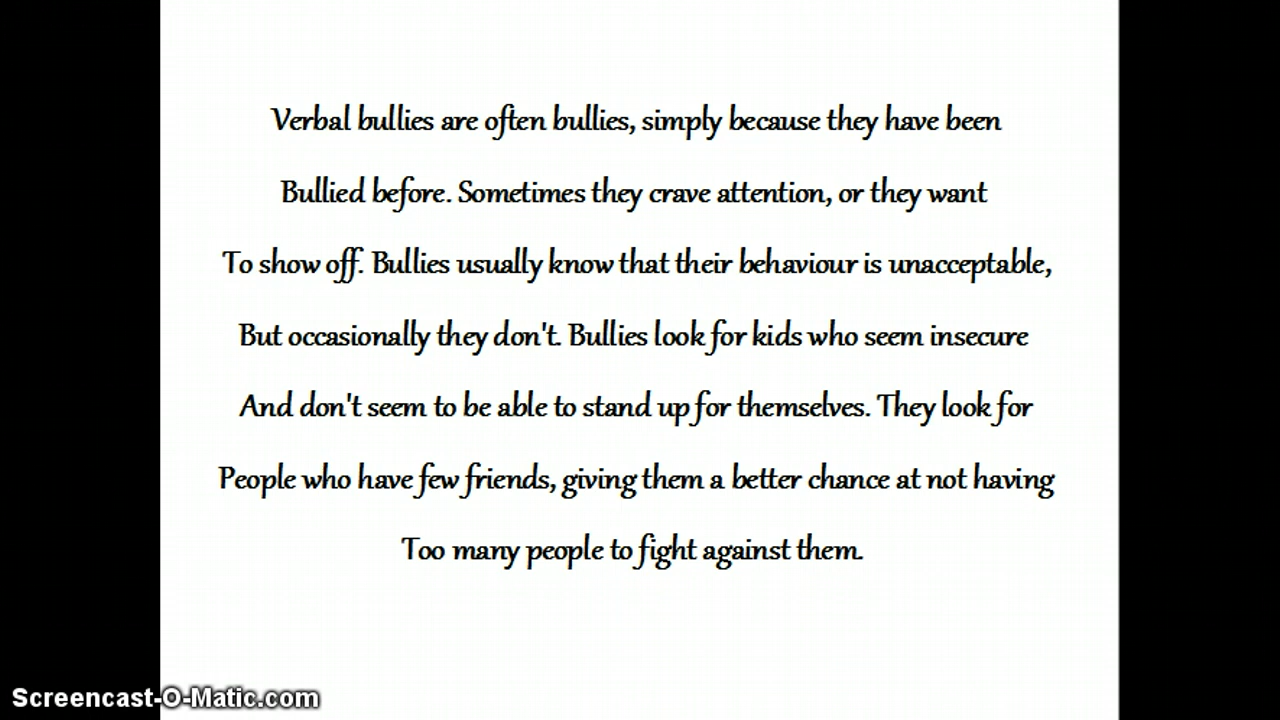 Verbal bullies are often bullies, simply because they have been
Bullied before. Sometimes they crave attention, or they want
To show off. Bullies usually know that their behaviour is unacceptable,
But occasionally they don't. Bullies look for kids who seem insecure
And don't seem to be able to stand up for themselves. They look for
People who have few friends, giving them a better chance at not having
Too many people to fight against them.
Screencast-O-Matic.com